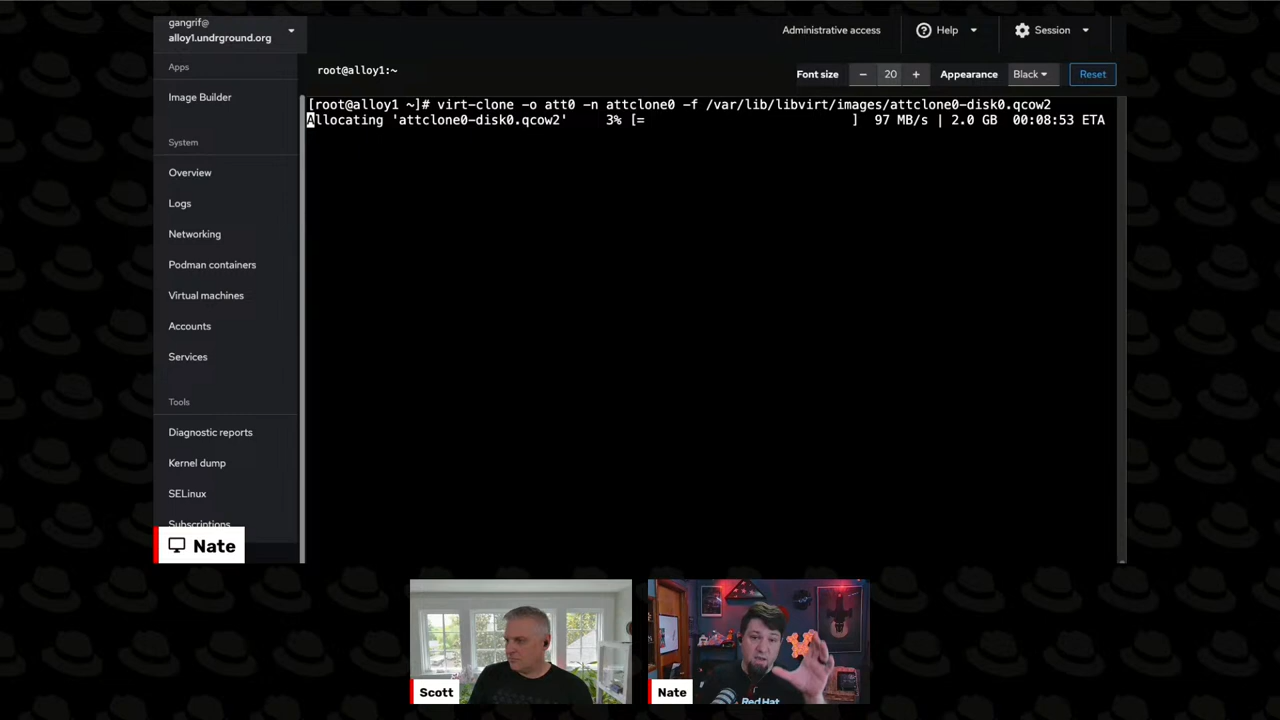 gangrif@
alloy1.undrground.org
Administrative access
Help
Session
Apps
root@alloy1:~
Font size
20
Appearance
Black
Reset
Image Builder
[root@alloy1 ~]# virt-clone -o att0 -n attclone0 -f /var/lib/libvirt/images/attclone0-disk0.qcow2
Allocating 'attclone0-disk0.qcow2' 3% [= ] 97 MB/s | 2.0 GB 00:08:53 ETA
System
Overview
Logs
Networking
Podman containers
Virtual machines
Accounts
Services
Tools
Diagnostic reports
Kernel dump
SELinux
Subscriptions
Nate
Scott
Nate
Red Hat